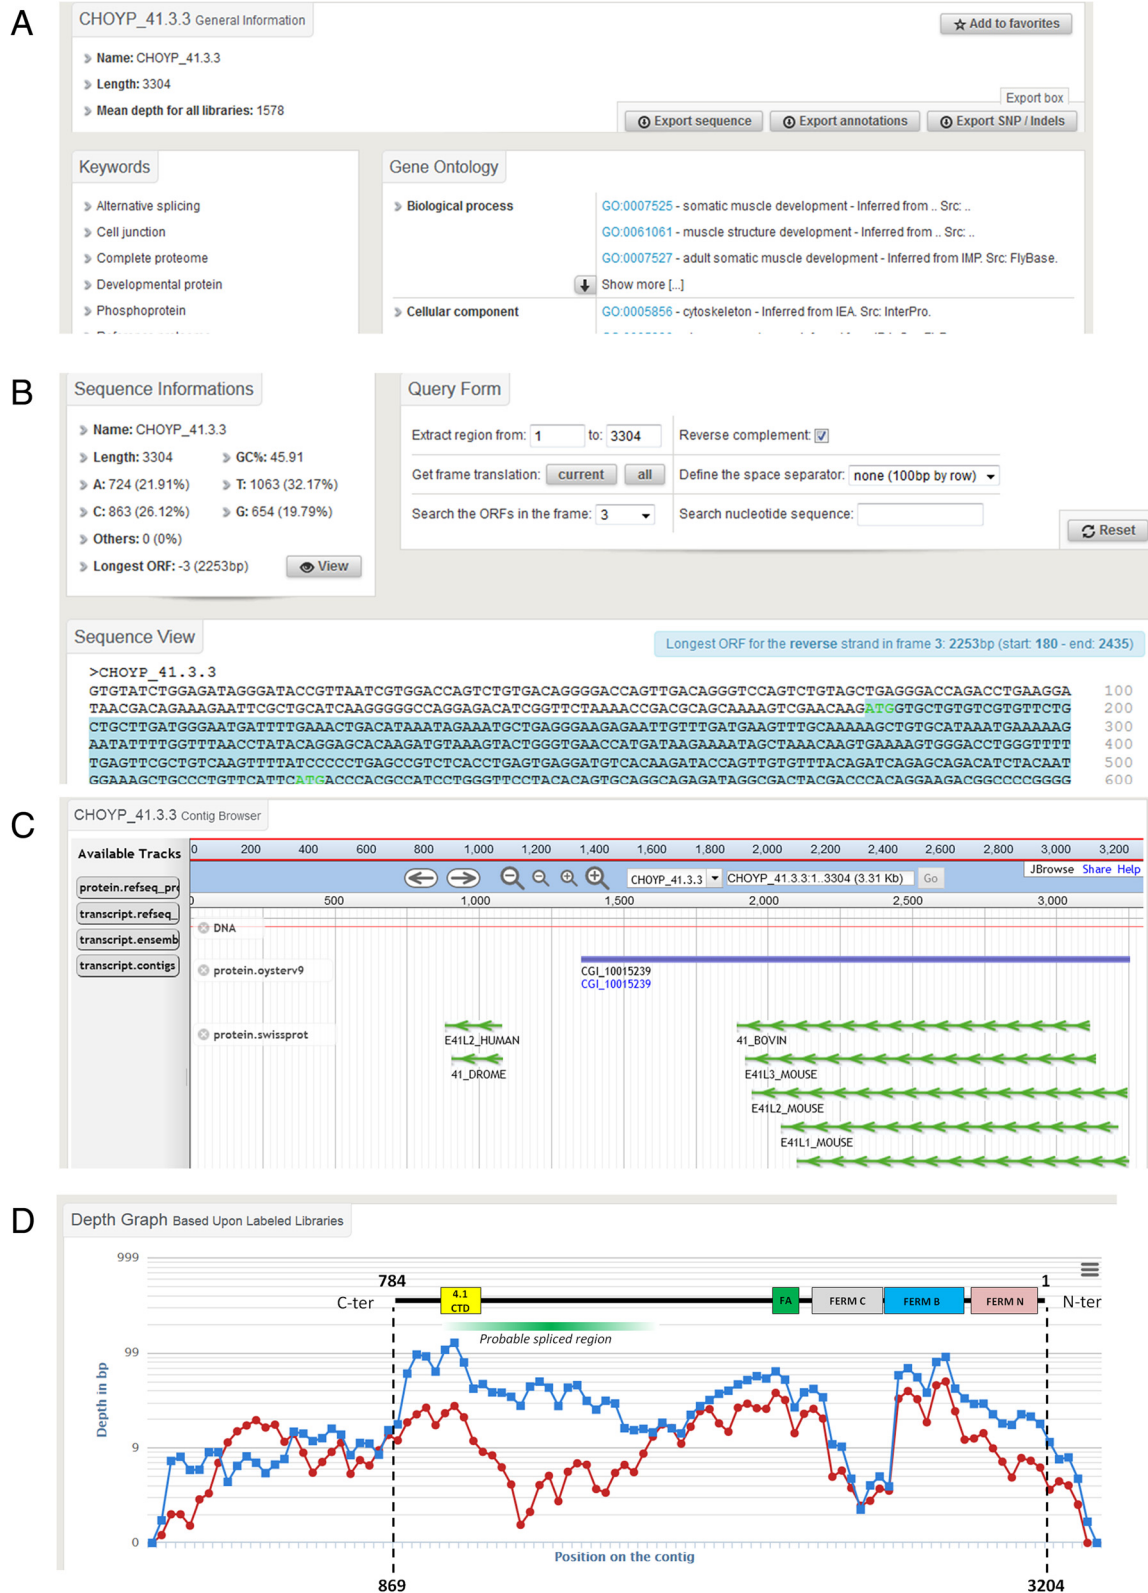 A
CHOYP_41.3.3 General Information
Add to favorites
Name: CHOYP_41.3.3
Length: 3304
Mean depth for all libraries: 1578
Export box
Export sequence Export annotations Export SNP / Indels
Keywords
Alternative splicing
Cell junction
Complete proteome
Developmental protein
Phosphoprotein
Gene Ontology
Biological process
GO:0007525 - somatic muscle development - Inferred from .. Src: ..
GO:0061061 - muscle structure development - Inferred from .. Src: ..
GO:0007527 - adult somatic muscle development - Inferred from IMP. Src: FlyBase.
Show more [...]
Cellular component
GO:0005856 - cytoskeleton - Inferred from IEA. Src: InterPro.
B
Sequence Informations
Name: CHOYP_41.3.3
Length: 3304 GC%: 45.91
A: 724 (21.91%) T: 1063 (32.17%)
C: 863 (26.12%) G: 654 (19.79%)
Others: 0 (0%)
Longest ORF: -3 (2253bp) View
Query Form
Extract region from: 1 to: 3304 Reverse complement:
Get frame translation: current all Define the space separator: none (100bp by row)
Search the ORFs in the frame: 3 Search nucleotide sequence:
Reset
Sequence View
Longest ORF for the reverse strand in frame 3: 2253bp (start: 180 - end: 2435)
>CHOYP_41.3.3
GTGTATCTGGAGATAGGGATACCGTTAATCGTGGACCAGTCTGTGACAGGGGACCAGTTGACAGGGTCCAGTCTGTAGCTGAGGGACCAGACCTGAAGGA 100
TAACGACAGAAAGAATTCGCTGCATCAAGGGGCCAGGAGACATCGGTTCTAAAACCGACGCAGCAAAAGTCGAACAAGATGGTGCTGTGTCGTGTTCTG 200
CTGCTTGATGGGAATGATTTTGAAACTGACATAAATAGAAATGCTGAGGGAAGAGAATTGTTTGATGAAGTTTGCAAAAAGCTGTGCATAAATGAAAAAG 300
AATATTTTGGTTTAACCTATACAGGAGCATGTAAAGTACTGGGTGAACCATGATAAGAAAATAGCTAAACAAGTGAAAAGTGGGACCTGGGTTTT 400
TGAGTTCGCTGTCAAGTTTTATCCCCCTGAGCCGTCTCACCTGAGTGAGGATGTCACAAGATACCAGTTGTGTTTACAGATCAGAGCAGACATCTACAAT 500
GGAAAGCTGCCCTGTTCATTCATGACCCACGCCATCCTGGGTTCCTACACAGTGCAGGCAGAGATAGGCGACTACGACCCACAGGAAGACGGCCCCGGGG 600
C
CHOYP_41.3.3 Contig Browser
Available Tracks
protein.refseq_pr
transcript.refseq_
transcript.ensemb
transcript.contigs
0 200 400 600 800 1,000 1,200 1,400 1,600 1,800 2,000 2,200 2,400 2,600 2,800 3,000 3,200
CHOYP_41.3.3 CHOYP_41.3.3:1..3304 (3.31 Kb) Go
JBrowse Share Help
0 500 1,000 1,500 2,000 2,500 3,000
DNA
protein.oysterv9
CGI_10015239
CGI_10015239
protein.swissprot
E41L2_HUMAN 41_BOVIN
41_DROME E41L3_MOUSE
E41L2_MOUSE
E41L1_MOUSE
D
Depth Graph Based Upon Labeled Libraries
999
99
9
0
Depth in bp
784 1
C-ter
4.1
CTD
FA
FERM C
FERM B
FERM N
N-ter
Probable spliced region
Position on the contig
869 3204